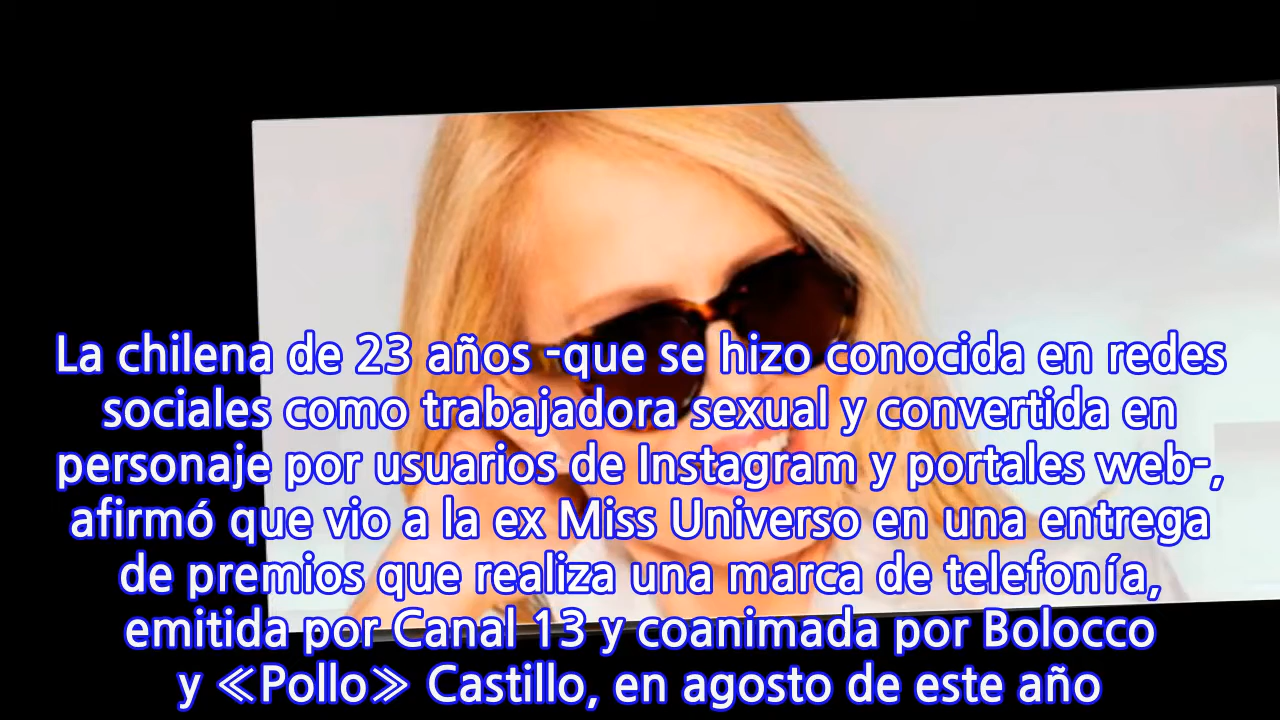 La chilena de 23 años -que se hizo conocida en redes
sociales como trabajadora sexual y convertida en
personaje por usuarios de Instagram y portales web-,
afirmó que vio a la ex Miss Universo en una entrega
de premios que realiza una marca de telefonía,
emitida por Canal 13 y coanimada por Bolocco
y ≪Pollo≫ Castillo, en agosto de este año